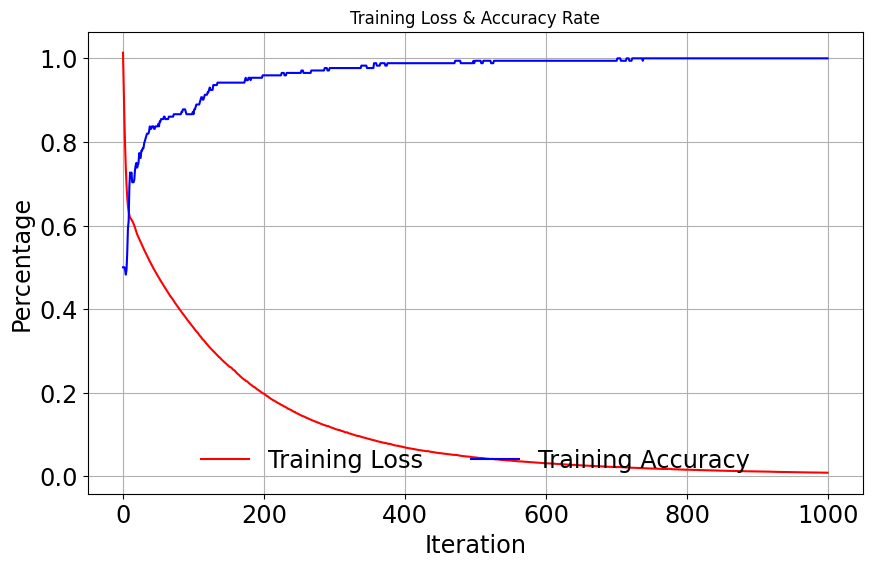 Training Loss & Accuracy Rate
Percentage
1.0
0.8
0.6
0.4
0.2
0.0
Training Loss
Training Accuracy
0 200 400 600 800 1000
Iteration